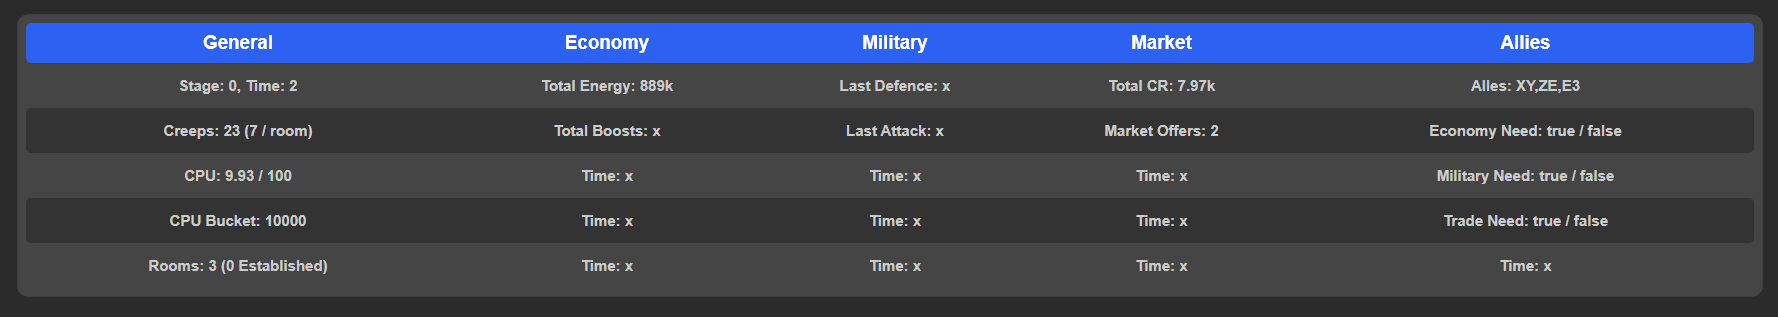 General Economy Military Market Allies
Stage: 0, Time: 2 Total Energy: 889k Last Defence: x Total CR: 7.97k Alles: XY,ZE,E3
Creeps: 23 (7 / room) Total Boosts: x Last Attack: x Market Offers: 2 Economy Need: true / false
CPU: 9.93 / 100 Time: x Time: x Time: x Military Need: true / false
CPU Bucket: 10000 Time: x Time: x Time: x Trade Need: true / false
Rooms: 3 (0 Established) Time: x Time: x Time: x Time: x